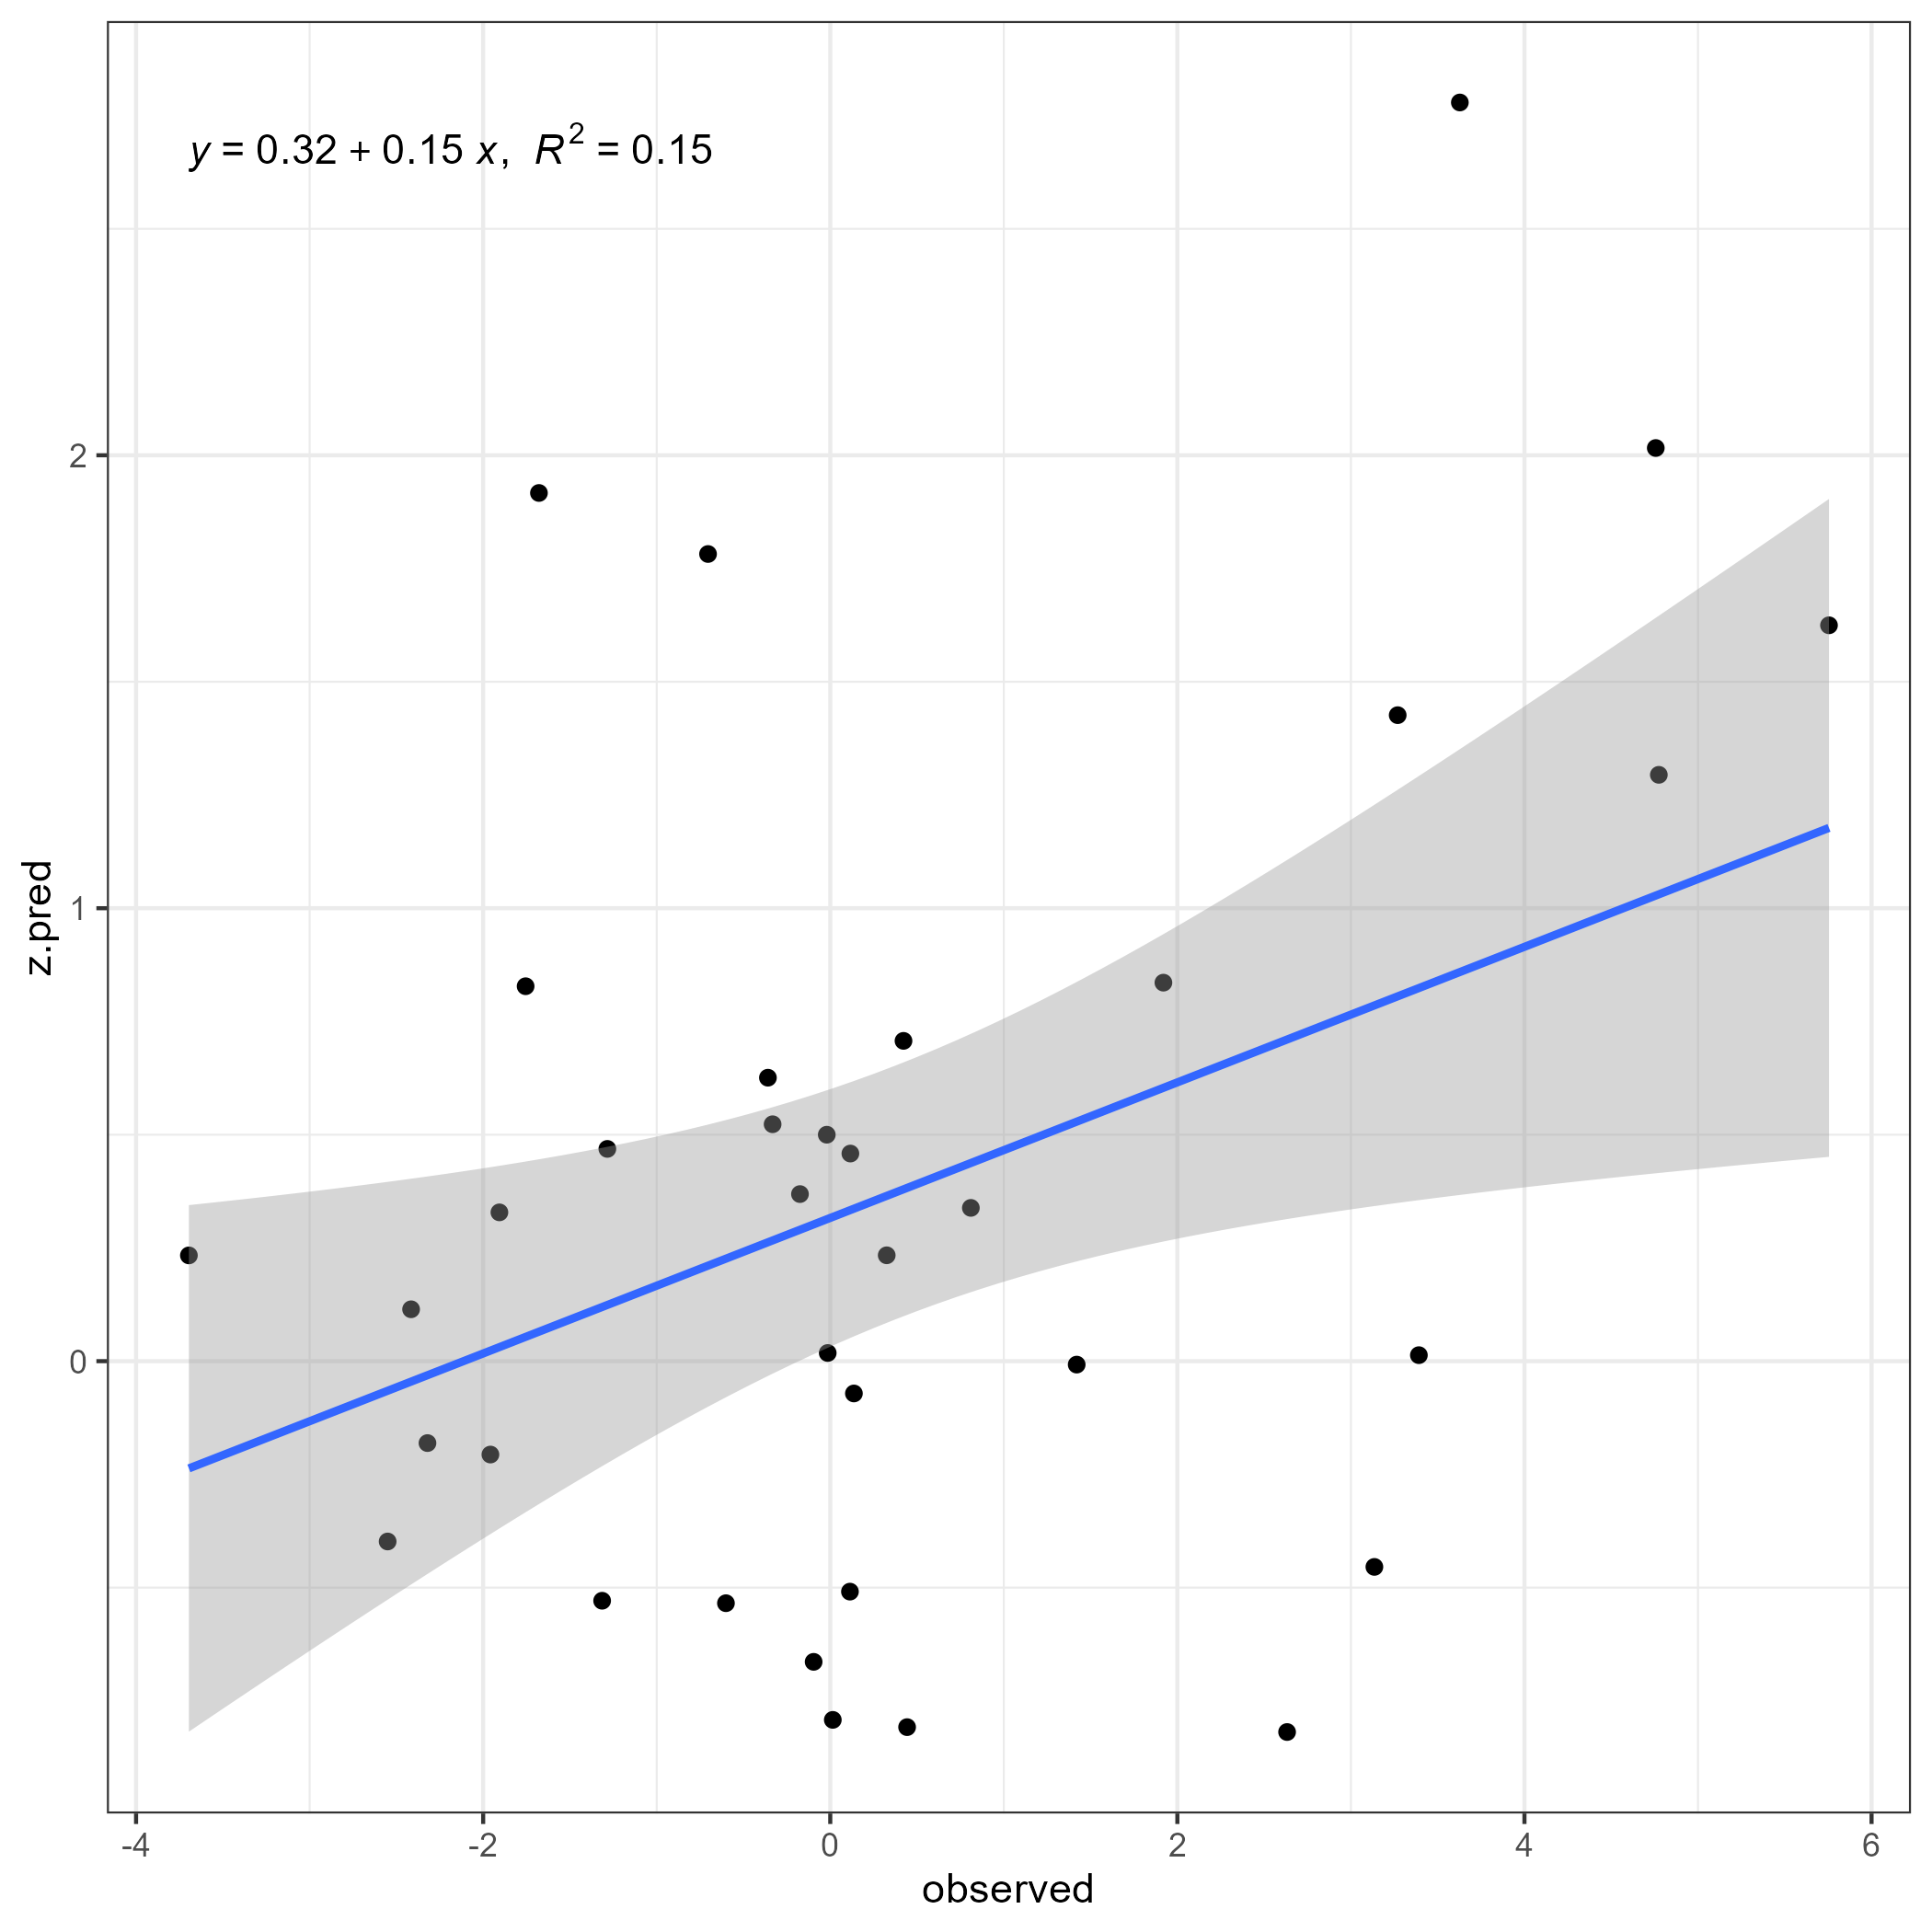 y = 0.32 + 0.15 x, R² = 0.15
2
1
0
z.pred
-4 -2 0 2 4 6
observed